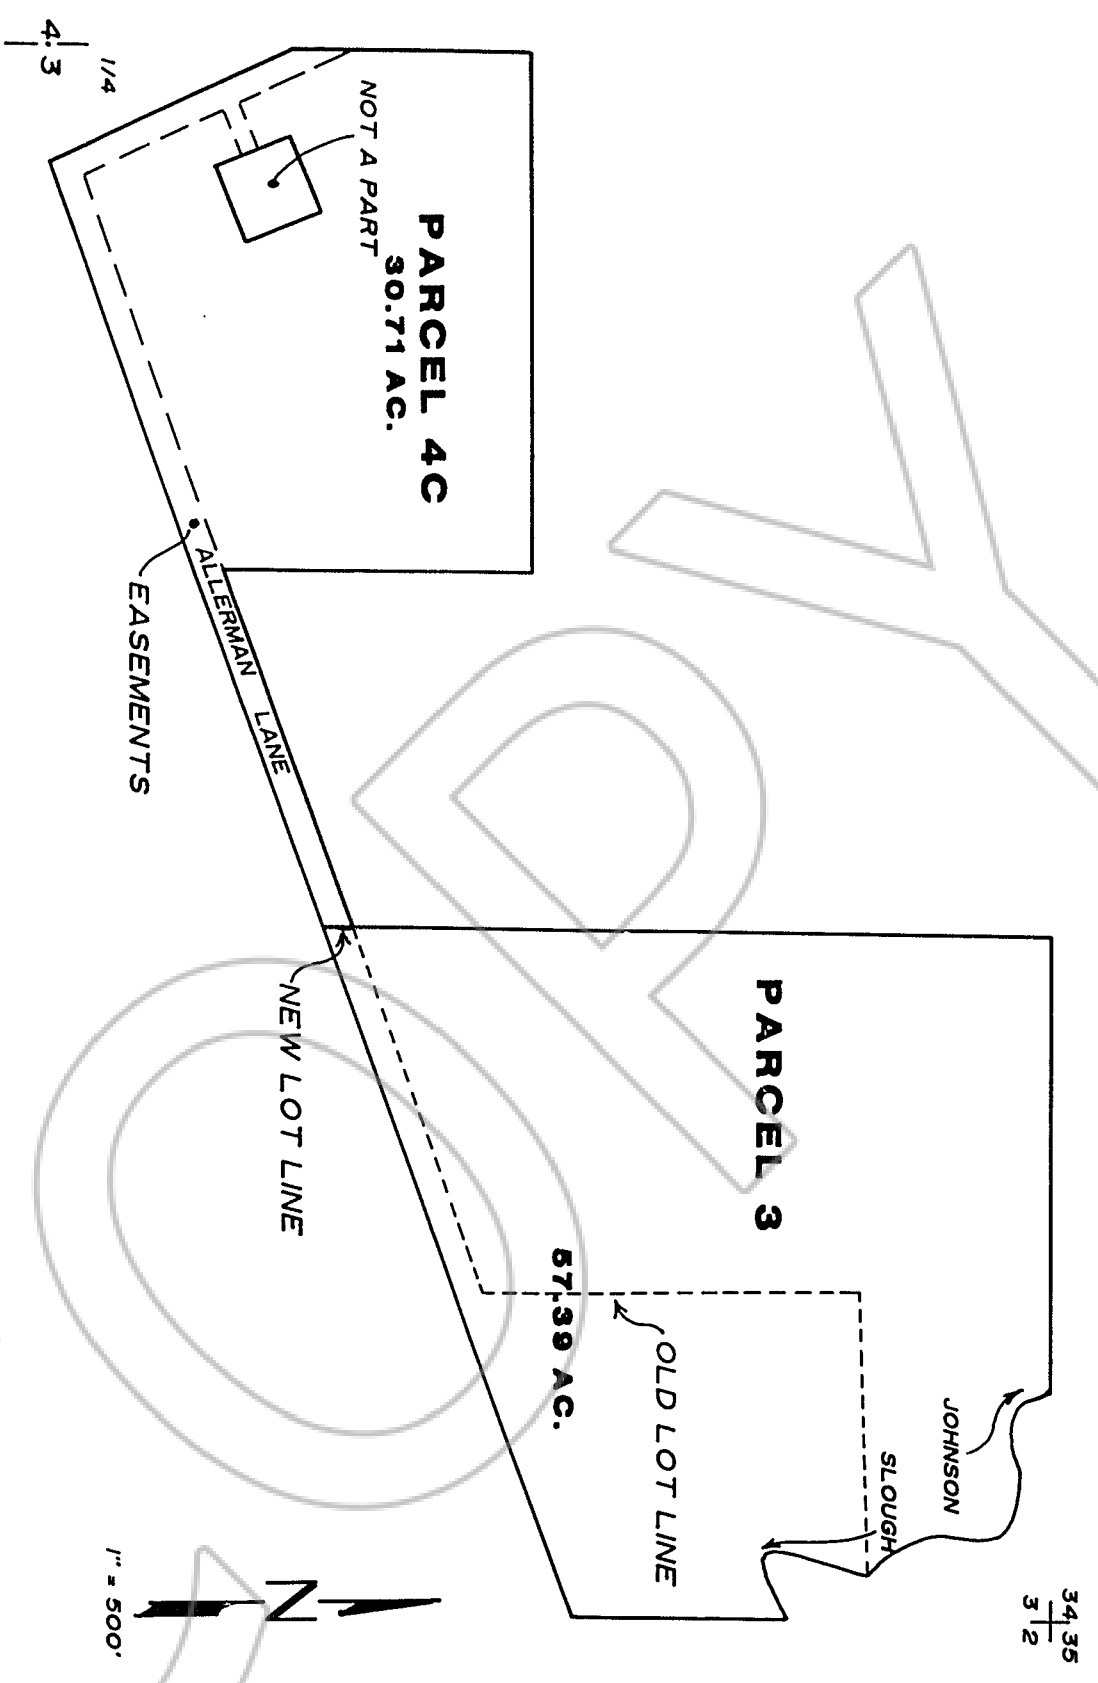 34 35
3 2
JOHNSON
SLOUGH
PARCEL 3
57.39 AC.
OLD LOT LINE
PARCEL 4C
30.71 AC.
NOT A PART
ALLERMAN LANE
NEW LOT LINE
EASEMENTS
1/4
4 3
N
1" = 500'
COPY